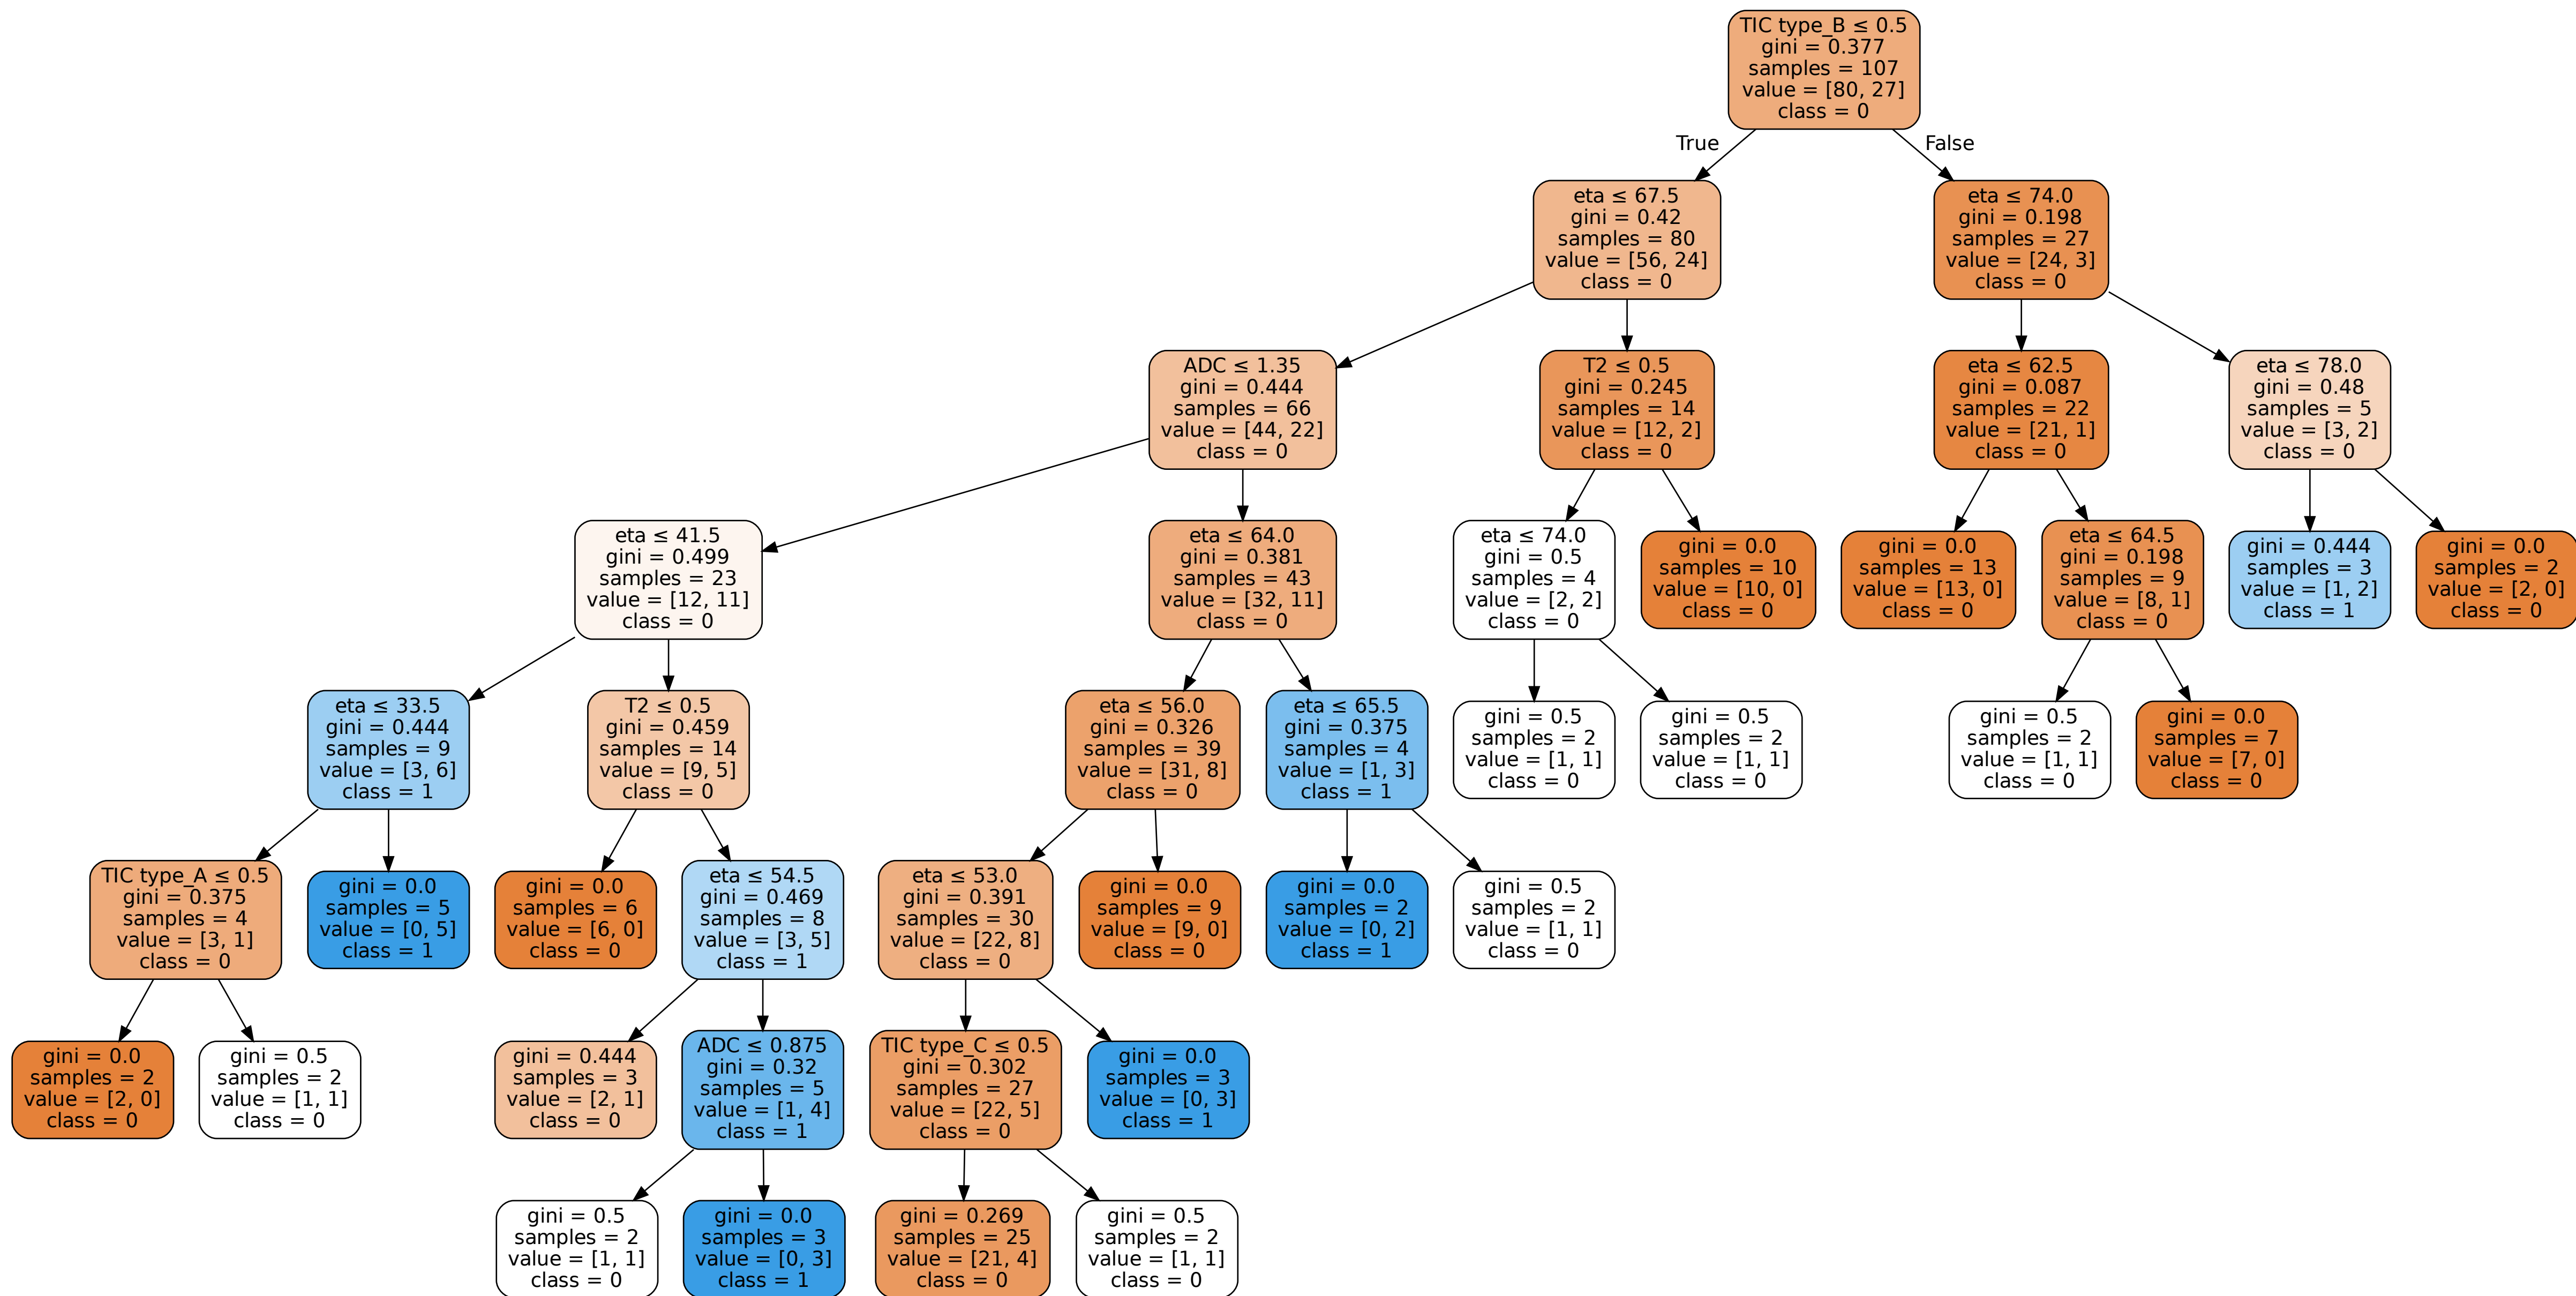 TIC type_B ≤ 0.5
gini = 0.377
samples = 107
value = [80, 27]
class = 0
True
False
eta ≤ 67.5
gini = 0.42
samples = 80
value = [56, 24]
class = 0
eta ≤ 74.0
gini = 0.198
samples = 27
value = [24, 3]
class = 0
ADC ≤ 1.35
gini = 0.444
samples = 66
value = [44, 22]
class = 0
T2 ≤ 0.5
gini = 0.245
samples = 14
value = [12, 2]
class = 0
eta ≤ 62.5
gini = 0.087
samples = 22
value = [21, 1]
class = 0
eta ≤ 78.0
gini = 0.48
samples = 5
value = [3, 2]
class = 0
eta ≤ 41.5
gini = 0.499
samples = 23
value = [12, 11]
class = 0
eta ≤ 64.0
gini = 0.381
samples = 43
value = [32, 11]
class = 0
eta ≤ 74.0
gini = 0.5
samples = 4
value = [2, 2]
class = 0
gini = 0.0
samples = 10
value = [10, 0]
class = 0
gini = 0.0
samples = 13
value = [13, 0]
class = 0
eta ≤ 64.5
gini = 0.198
samples = 9
value = [8, 1]
class = 0
gini = 0.444
samples = 3
value = [1, 2]
class = 1
gini = 0.0
samples = 2
value = [2, 0]
class = 0
eta ≤ 33.5
gini = 0.444
samples = 9
value = [3, 6]
class = 1
T2 ≤ 0.5
gini = 0.459
samples = 14
value = [9, 5]
class = 0
eta ≤ 56.0
gini = 0.326
samples = 39
value = [31, 8]
class = 0
eta ≤ 65.5
gini = 0.375
samples = 4
value = [1, 3]
class = 1
gini = 0.5
samples = 2
value = [1, 1]
class = 0
gini = 0.5
samples = 2
value = [1, 1]
class = 0
gini = 0.5
samples = 2
value = [1, 1]
class = 0
gini = 0.0
samples = 7
value = [7, 0]
class = 0
TIC type_A ≤ 0.5
gini = 0.375
samples = 4
value = [3, 1]
class = 0
gini = 0.0
samples = 5
value = [0, 5]
class = 1
gini = 0.0
samples = 6
value = [6, 0]
class = 0
eta ≤ 54.5
gini = 0.469
samples = 8
value = [3, 5]
class = 1
eta ≤ 53.0
gini = 0.391
samples = 30
value = [22, 8]
class = 0
gini = 0.0
samples = 9
value = [9, 0]
class = 0
gini = 0.0
samples = 2
value = [0, 2]
class = 1
gini = 0.5
samples = 2
value = [1, 1]
class = 0
gini = 0.0
samples = 2
value = [2, 0]
class = 0
gini = 0.5
samples = 2
value = [1, 1]
class = 0
gini = 0.444
samples = 3
value = [2, 1]
class = 0
ADC ≤ 0.875
gini = 0.32
samples = 5
value = [1, 4]
class = 1
TIC type_C ≤ 0.5
gini = 0.302
samples = 27
value = [22, 5]
class = 0
gini = 0.0
samples = 3
value = [0, 3]
class = 1
gini = 0.5
samples = 2
value = [1, 1]
class = 0
gini = 0.0
samples = 3
value = [0, 3]
class = 1
gini = 0.269
samples = 25
value = [21, 4]
class = 0
gini = 0.5
samples = 2
value = [1, 1]
class = 0